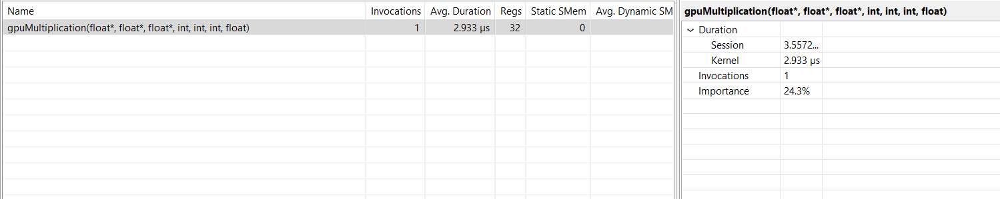 Name Invocations Avg. Duration Regs Static SMem Avg. Dynamic SM
gpuMultiplication(float*, float*, float*, int, int, int, float) 1 2.933 µs 32 0
gpuMultiplication(float*, float*, float*, int, int, int, float)
Duration
Session 3.5572...
Kernel 2.933 µs
Invocations 1
Importance 24.3%